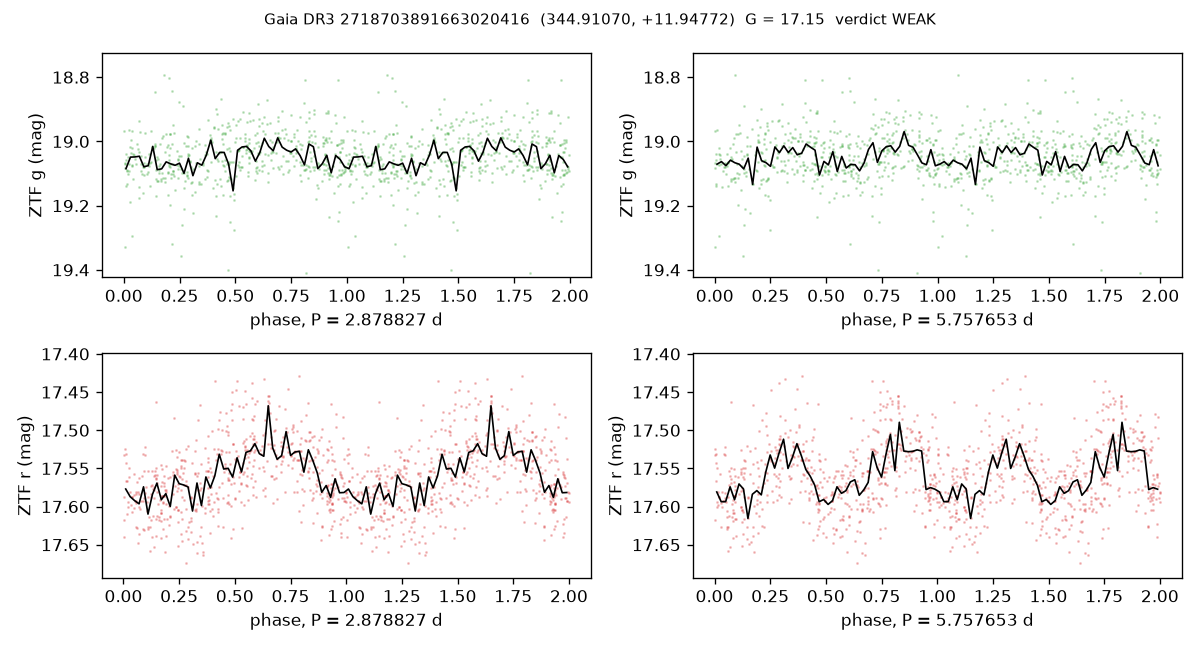 Gaia DR3 2718703891663020416  (344.91070, +11.94772)  G = 17.15  verdict WEAK
ZTF g (mag)
18.8
19.0
19.2
19.4
0.00 0.25 0.50 0.75 1.00 1.25 1.50 1.75 2.00
phase, P = 2.878827 d
ZTF g (mag)
18.8
19.0
19.2
19.4
0.00 0.25 0.50 0.75 1.00 1.25 1.50 1.75 2.00
phase, P = 5.757653 d
ZTF r (mag)
17.40
17.45
17.50
17.55
17.60
17.65
0.00 0.25 0.50 0.75 1.00 1.25 1.50 1.75 2.00
phase, P = 2.878827 d
ZTF r (mag)
17.40
17.45
17.50
17.55
17.60
17.65
0.00 0.25 0.50 0.75 1.00 1.25 1.50 1.75 2.00
phase, P = 5.757653 d